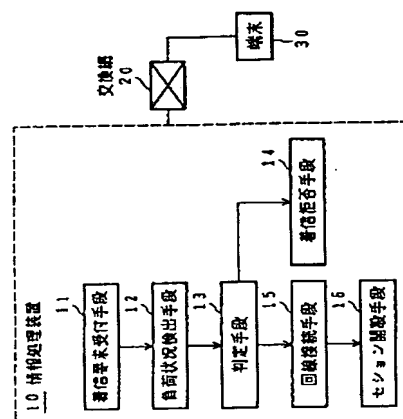 10 情報処理装置
11
着信要求受付手段
12
負荷状況検出手段
13
判定手段
14
着信拒否手段
15
回線接続手段
16
セション開設手段
交換網
20
端末
30